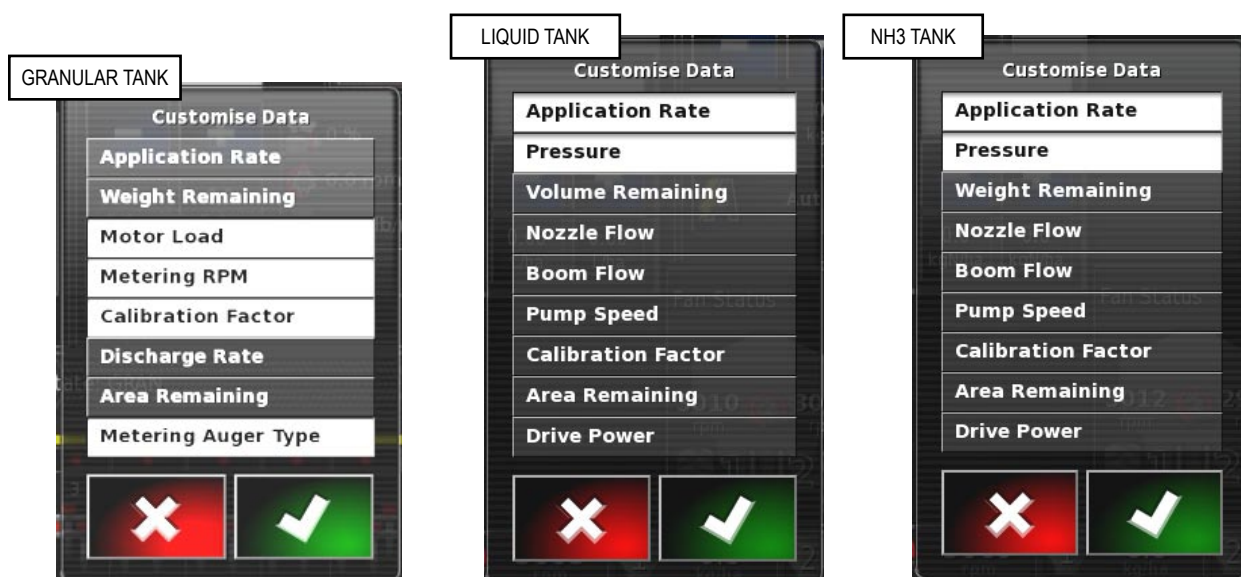 GRANULAR TANK
Customise Data
Application Rate
Weight Remaining
Motor Load
Metering RPM
Calibration Factor
Discharge Rate
Area Remaining
Metering Auger Type
LIQUID TANK
Customise Data
Application Rate
Pressure
Volume Remaining
Nozzle Flow
Boom Flow
Pump Speed
Calibration Factor
Area Remaining
Drive Power
NH3 TANK
Customise Data
Application Rate
Pressure
Weight Remaining
Nozzle Flow
Boom Flow
Pump Speed
Calibration Factor
Area Remaining
Drive Power